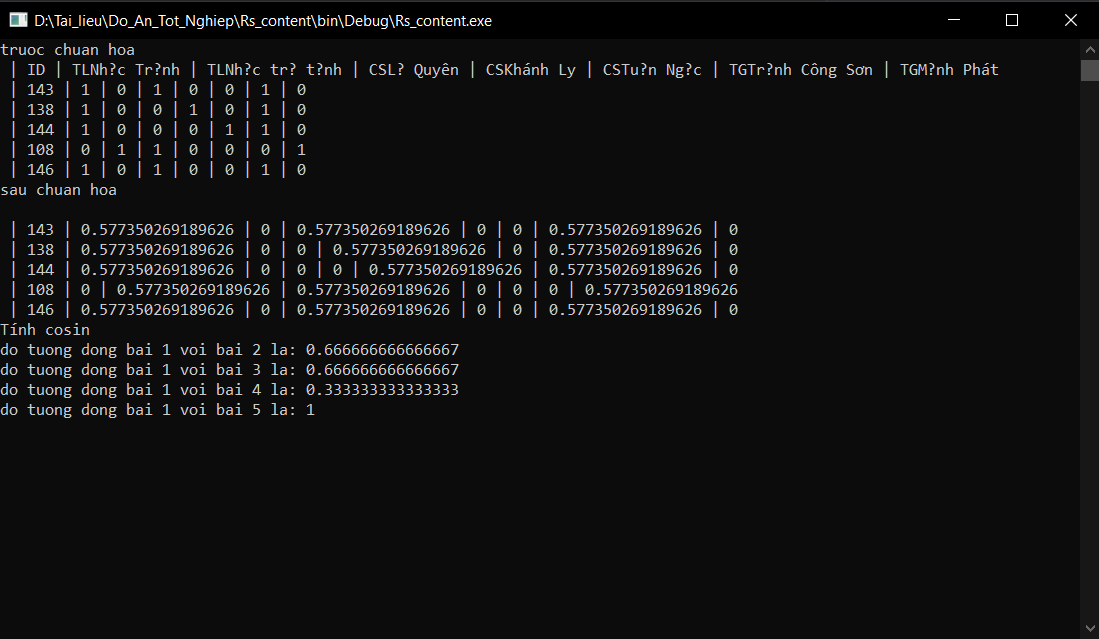 D:\Tai_lieu\Do_An_Tot_Nghiep\Rs_content\bin\Debug\Rs_content.exe
truoc chuan hoa
| ID | TLNh?c Tr?nh | TLNh?c tr? t?nh | CSL? Quyên | CSKhánh Ly | CSTu?n Ng?c | TGTr?nh Công Sơn | TGM?nh Phát
| 143 | 1 | 0 | 1 | 0 | 0 | 1 | 0
| 138 | 1 | 0 | 0 | 1 | 0 | 1 | 0
| 144 | 1 | 0 | 0 | 0 | 1 | 1 | 0
| 108 | 0 | 1 | 1 | 0 | 0 | 0 | 1
| 146 | 1 | 0 | 1 | 0 | 0 | 1 | 0
sau chuan hoa
| 143 | 0.577350269189626 | 0 | 0.577350269189626 | 0 | 0 | 0.577350269189626 | 0
| 138 | 0.577350269189626 | 0 | 0 | 0.577350269189626 | 0 | 0.577350269189626 | 0
| 144 | 0.577350269189626 | 0 | 0 | 0 | 0.577350269189626 | 0.577350269189626 | 0
| 108 | 0 | 0.577350269189626 | 0.577350269189626 | 0 | 0 | 0 | 0.577350269189626
| 146 | 0.577350269189626 | 0 | 0.577350269189626 | 0 | 0 | 0.577350269189626 | 0
Tính cosin
do tuong dong bai 1 voi bai 2 la: 0.666666666666667
do tuong dong bai 1 voi bai 3 la: 0.666666666666667
do tuong dong bai 1 voi bai 4 la: 0.333333333333333
do tuong dong bai 1 voi bai 5 la: 1